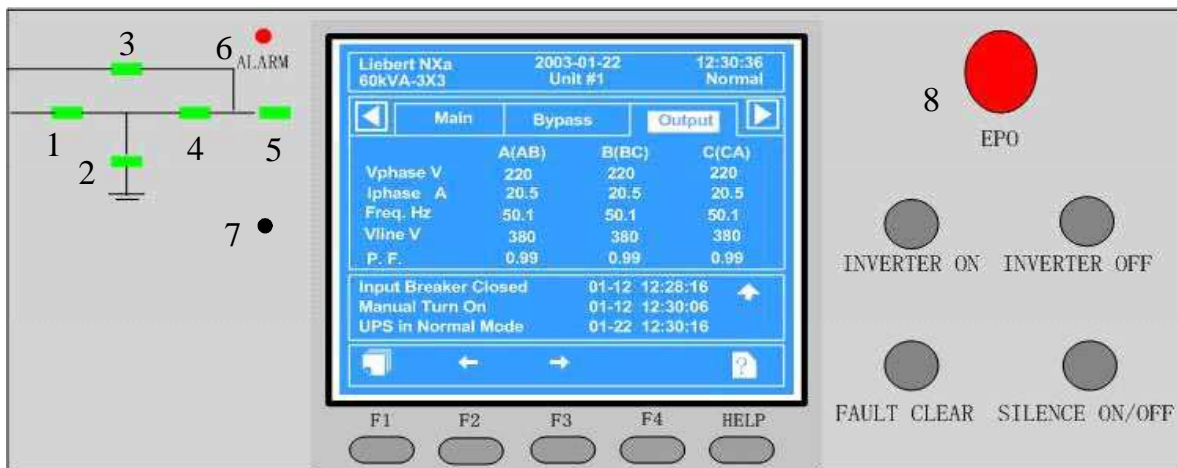 3
6
ALARM
1
2
4
5
7
Liebert NXa 2003-01-22 12:30:36
60kVA-3X3 Unit #1 Normal
Main Bypass Output
A(AB) B(BC) C(CA)
Vphase V 220 220 220
Iphase A 20.5 20.5 20.5
Freq. Hz 50.1 50.1 50.1
Vline V 380 380 380
P. F. 0.99 0.99 0.99
Input Breaker Closed 01-12 12:28:16
Manual Turn On 01-12 12:30:06
UPS in Normal Mode 01-22 12:30:16
?
F1 F2 F3 F4 HELP
8
EPO
INVERTER ON INVERTER OFF
FAULT CLEAR SILENCE ON/OFF